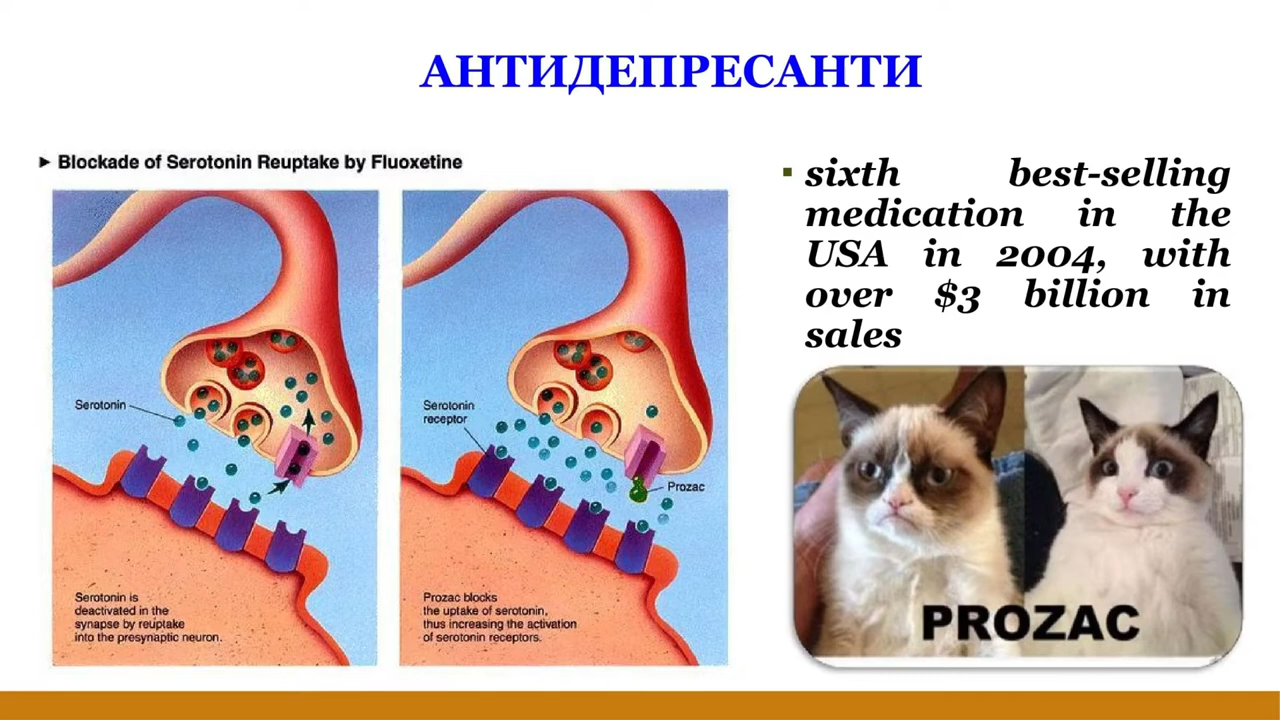 АНТИДЕПРЕСАНТИ
► Blockade of Serotonin Reuptake by Fluoxetine
Serotonin
Serotonin is
deactivated in the
synapse by reuptake
into the presynaptic neuron.
Serotonin
receptor
Prozac
Prozac blocks
the uptake of serotonin,
thus increasing the activation
of serotonin receptors.
▪ sixth best-selling
medication in the
USA in 2004, with
over $3 billion in
sales
PROZAC